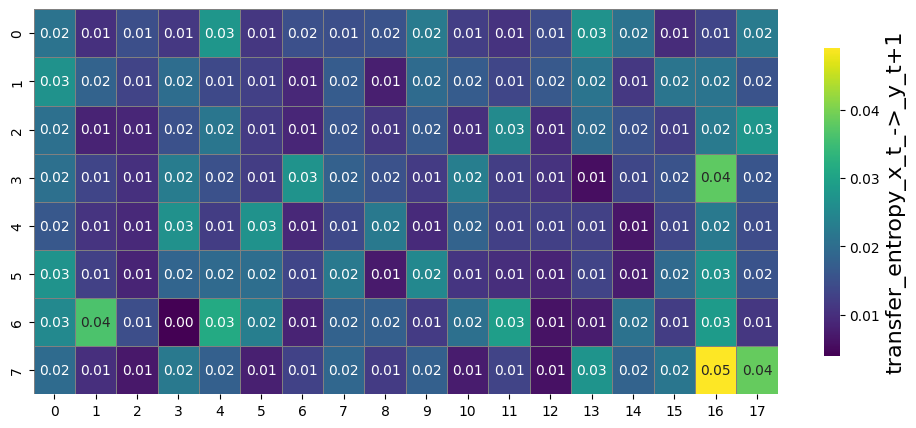 0 0.02 0.01 0.01 0.01 0.03 0.01 0.02 0.01 0.01 0.02 0.01 0.01 0.01 0.03 0.02 0.01 0.01 0.02
1 0.03 0.02 0.01 0.02 0.01 0.01 0.01 0.02 0.01 0.02 0.01 0.02 0.02 0.02 0.01 0.02 0.02 0.02
2 0.02 0.01 0.01 0.02 0.02 0.01 0.01 0.02 0.01 0.02 0.01 0.03 0.01 0.02 0.02 0.01 0.02 0.03
3 0.02 0.01 0.01 0.02 0.02 0.01 0.03 0.02 0.02 0.01 0.02 0.01 0.01 0.01 0.01 0.02 0.04 0.02
4 0.02 0.01 0.01 0.03 0.01 0.03 0.01 0.01 0.02 0.01 0.02 0.01 0.01 0.01 0.01 0.01 0.02 0.01
5 0.03 0.01 0.01 0.02 0.02 0.02 0.01 0.02 0.01 0.02 0.01 0.01 0.01 0.01 0.01 0.02 0.03 0.02
6 0.03 0.04 0.01 0.00 0.03 0.02 0.01 0.02 0.02 0.01 0.02 0.03 0.01 0.01 0.02 0.01 0.03 0.01
7 0.02 0.01 0.01 0.02 0.02 0.01 0.01 0.02 0.01 0.02 0.01 0.01 0.01 0.03 0.02 0.02 0.05 0.04
0 1 2 3 4 5 6 7 8 9 10 11 12 13 14 15 16 17
0.04
0.03
0.02
0.01
transfer_entropy_x_t_->_y_t+1